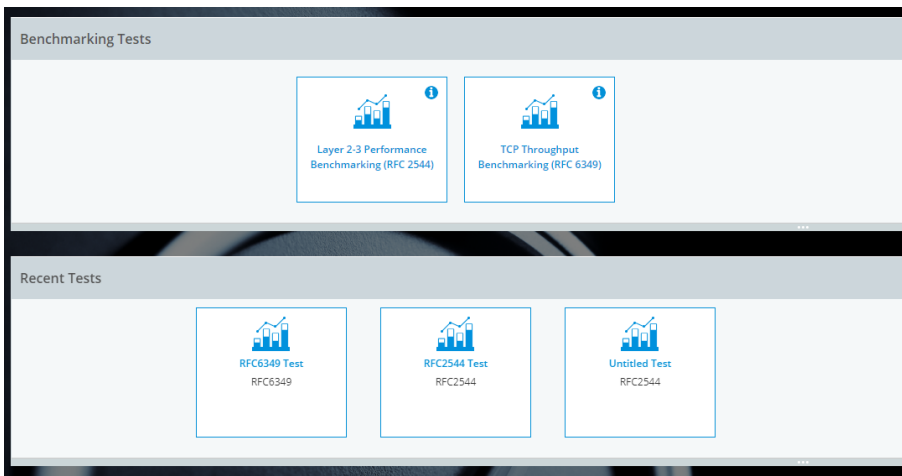 Benchmarking Tests
Layer 2-3 Performance
Benchmarking (RFC 2544)
TCP Throughput
Benchmarking (RFC 6349)
Recent Tests
RFC6349 Test
RFC6349
RFC2544 Test
RFC2544
Untitled Test
RFC2544